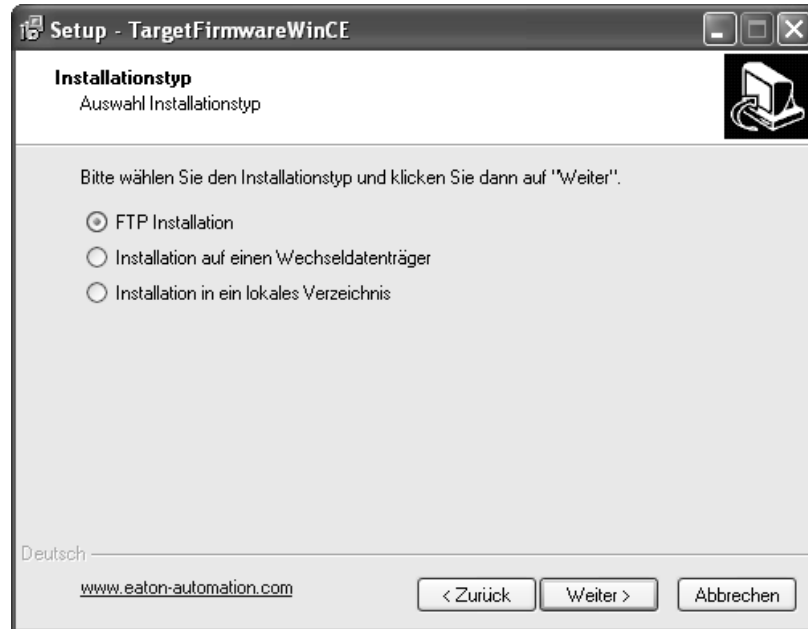 Setup - TargetFirmwareWinCE
Installationstyp
Auswahl Installationstyp
Bitte wählen Sie den Installationstyp und klicken Sie dann auf "Weiter".
FTP Installation
Installation auf einen Wechseldatenträger
Installation in ein lokales Verzeichnis
Deutsch
www.eaton-automation.com
< Zurück Weiter > Abbrechen